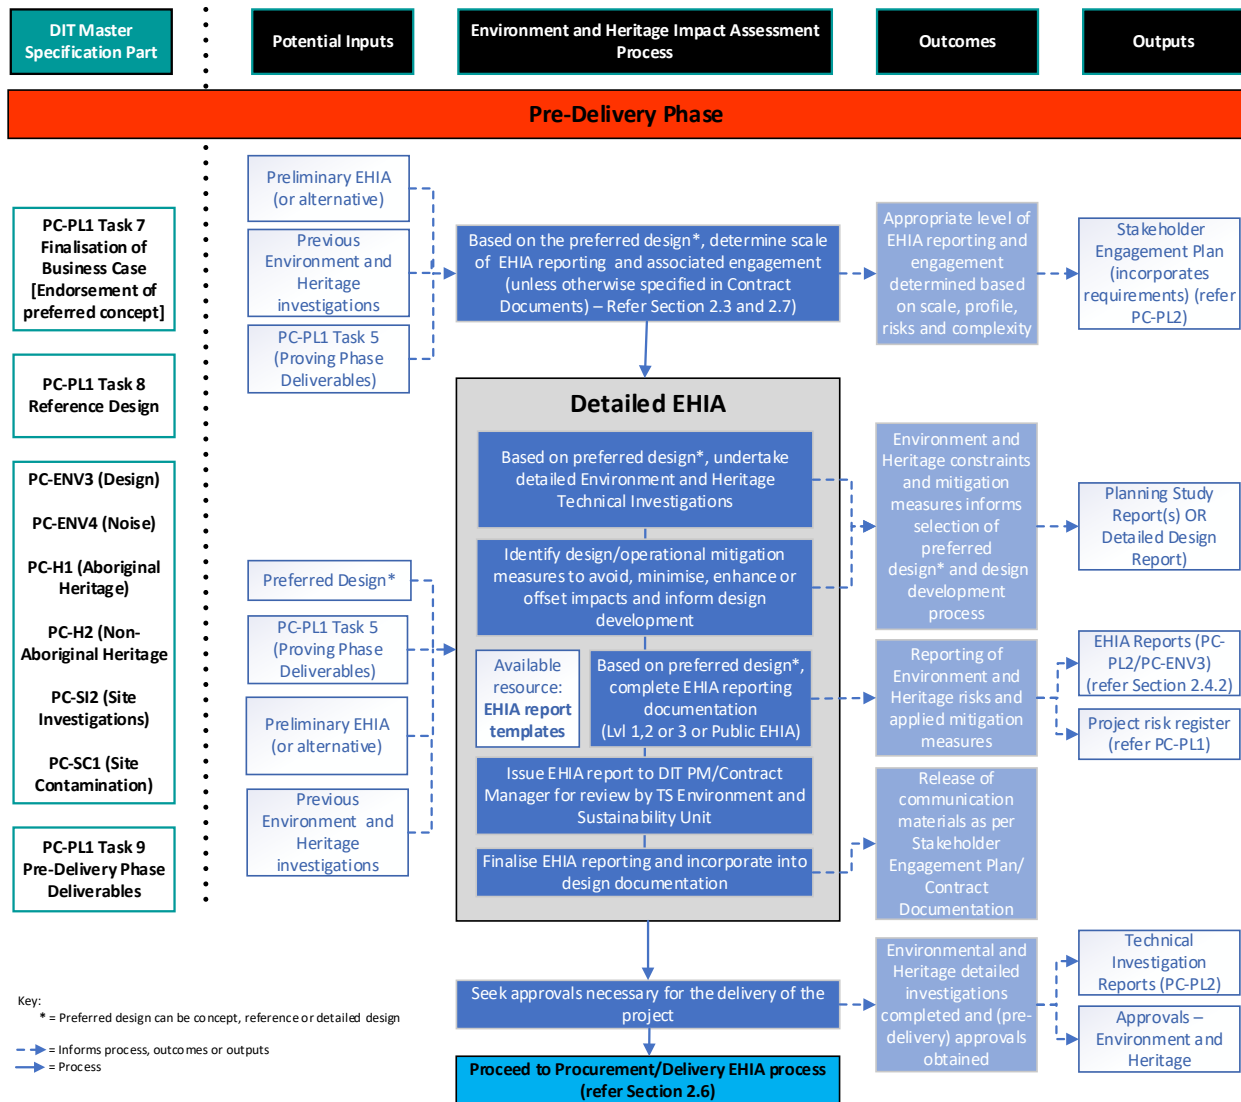 DIT Master
Specification Part
Potential Inputs
Environment and Heritage Impact Assessment
Process
Outcomes
Outputs
Pre-Delivery Phase
PC-PL1 Task 7
Finalisation of
Business Case
[Endorsement of
preferred concept]
PC-PL1 Task 8
Reference Design
PC-ENV3 (Design)
PC-ENV4 (Noise)
PC-H1 (Aboriginal
Heritage)
PC-H2 (Non-
Aboriginal Heritage
PC-SI2 (Site
Investigations)
PC-SC1 (Site
Contamination)
PC-PL1 Task 9
Pre-Delivery Phase
Deliverables
Preliminary EHIA
(or alternative)
Previous
Environment and
Heritage
investigations
PC-PL1 Task 5
(Proving Phase
Deliverables)
Preferred Design*
PC-PL1 Task 5
(Proving Phase
Deliverables)
Preliminary EHIA
(or alternative)
Previous
Environment and
Heritage
investigations
Based on the preferred design*, determine scale
of EHIA reporting and associated engagement
(unless otherwise specified in Contract
Documents) – Refer Section 2.3 and 2.7)
Detailed EHIA
Based on preferred design*, undertake
detailed Environment and Heritage
Technical Investigations
Identify design/operational mitigation
measures to avoid, minimise, enhance or
offset impacts and inform design
development
Available
resource:
EHIA report
templates
Based on preferred design*,
complete EHIA reporting
documentation
(Lvl 1,2 or 3 or Public EHIA)
Issue EHIA report to DIT PM/Contract
Manager for review by TS Environment and
Sustainability Unit
Finalise EHIA reporting and incorporate into
design documentation
Seek approvals necessary for the delivery of the
project
Proceed to Procurement/Delivery EHIA process
(refer Section 2.6)
Appropriate level of
EHIA reporting and
engagement
determined based
on scale, profile,
risks and complexity
Environment and
Heritage constraints
and mitigation
measures informs
selection of
preferred
design* and design
development
process
Reporting of
Environment and
Heritage risks and
applied mitigation
measures
Release of
communication
materials as per
Stakeholder
Engagement Plan/
Contract
Documentation
Environmental and
Heritage detailed
investigations
completed and (pre-
delivery) approvals
obtained
Stakeholder
Engagement Plan
(incorporates
requirements) (refer
PC-PL2)
Planning Study
Report(s) OR
Detailed Design
Report)
EHIA Reports (PC-
PL2/PC-ENV3)
(refer Section 2.4.2)
Project risk register
(refer PC-PL1)
Technical
Investigation
Reports (PC-PL2)
Approvals –
Environment and
Heritage
Key:
* = Preferred design can be concept, reference or detailed design
= Informs process, outcomes or outputs
= Process